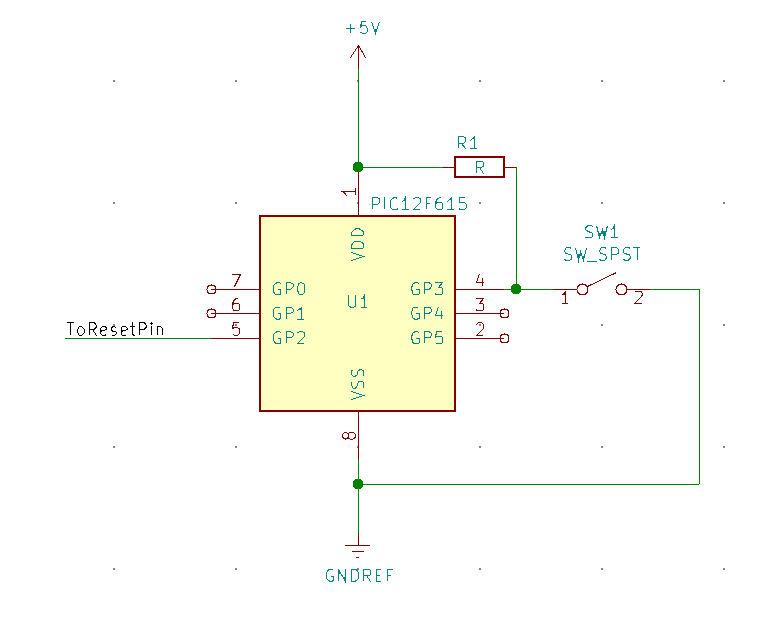 +5V
R1
R
1
PIC12F615
VDD
SW1
SW_SPST
7
GP0
U1
GP3
4
1
2
6
GP1
GP4
3
ToResetPin
5
GP2
GP5
2
VSS
8
GNDREF